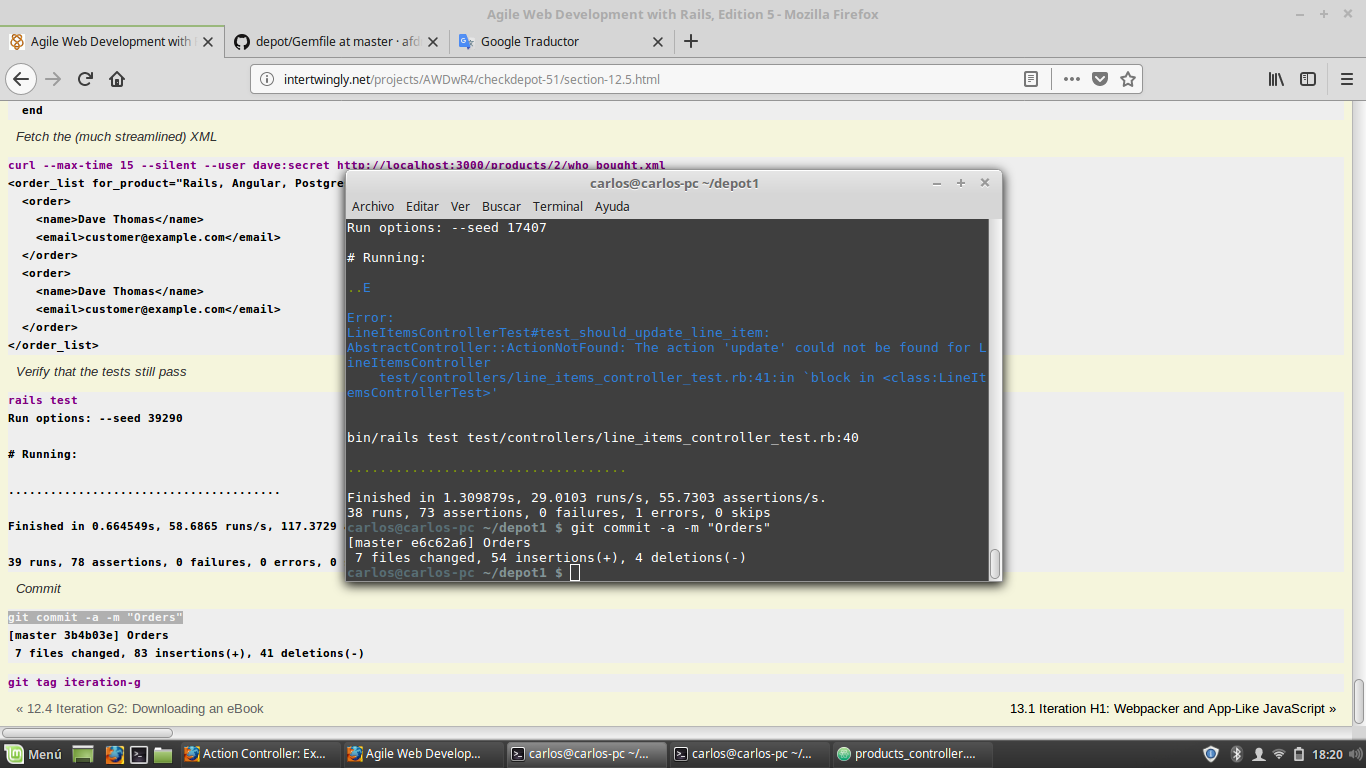 Agile Web Development with Rails, Edition 5 - Mozilla Firefox
Agile Web Development with
depot/Gemfile at master · afd
Google Traductor
intertwingly.net/projects/AWDwR4/checkdepot-51/section-12.5.html
end
Fetch the (much streamlined) XML
curl --max-time 15 --silent --user dave:secret http://localhost:3000/products/2/who_bought.xml
<order_list for_product="Rails, Angular, Postgre
<order>
<name>Dave Thomas</name>
<email>customer@example.com</email>
</order>
<order>
<name>Dave Thomas</name>
<email>customer@example.com</email>
</order>
</order_list>
Verify that the tests still pass
rails test
Run options: --seed 39290
# Running:
.......................................
Finished in 0.664549s, 58.6865 runs/s, 117.3729
39 runs, 78 assertions, 0 failures, 0 errors, 0
Commit
git commit -a -m "Orders"
[master 3b4b03e] Orders
7 files changed, 83 insertions(+), 41 deletions(-)
git tag iteration-g
« 12.4 Iteration G2: Downloading an eBook
13.1 Iteration H1: Webpacker and App-Like JavaScript »
carlos@carlos-pc ~/depot1
Archivo Editar Ver Buscar Terminal Ayuda
Run options: --seed 17407
# Running:
..E
Error:
LineItemsControllerTest#test_should_update_line_item:
AbstractController::ActionNotFound: The action 'update' could not be found for L
ineItemsController
test/controllers/line_items_controller_test.rb:41:in `block in <class:LineIt
emsControllerTest>'
bin/rails test test/controllers/line_items_controller_test.rb:40
...................................
Finished in 1.309879s, 29.0103 runs/s, 55.7303 assertions/s.
38 runs, 73 assertions, 0 failures, 1 errors, 0 skips
carlos@carlos-pc ~/depot1 $ git commit -a -m "Orders"
[master e6c62a6] Orders
7 files changed, 54 insertions(+), 4 deletions(-)
carlos@carlos-pc ~/depot1 $
Menú
Action Controller: Ex...
Agile Web Develop...
carlos@carlos-pc ~/...
carlos@carlos-pc ~/...
products_controller....
18:20